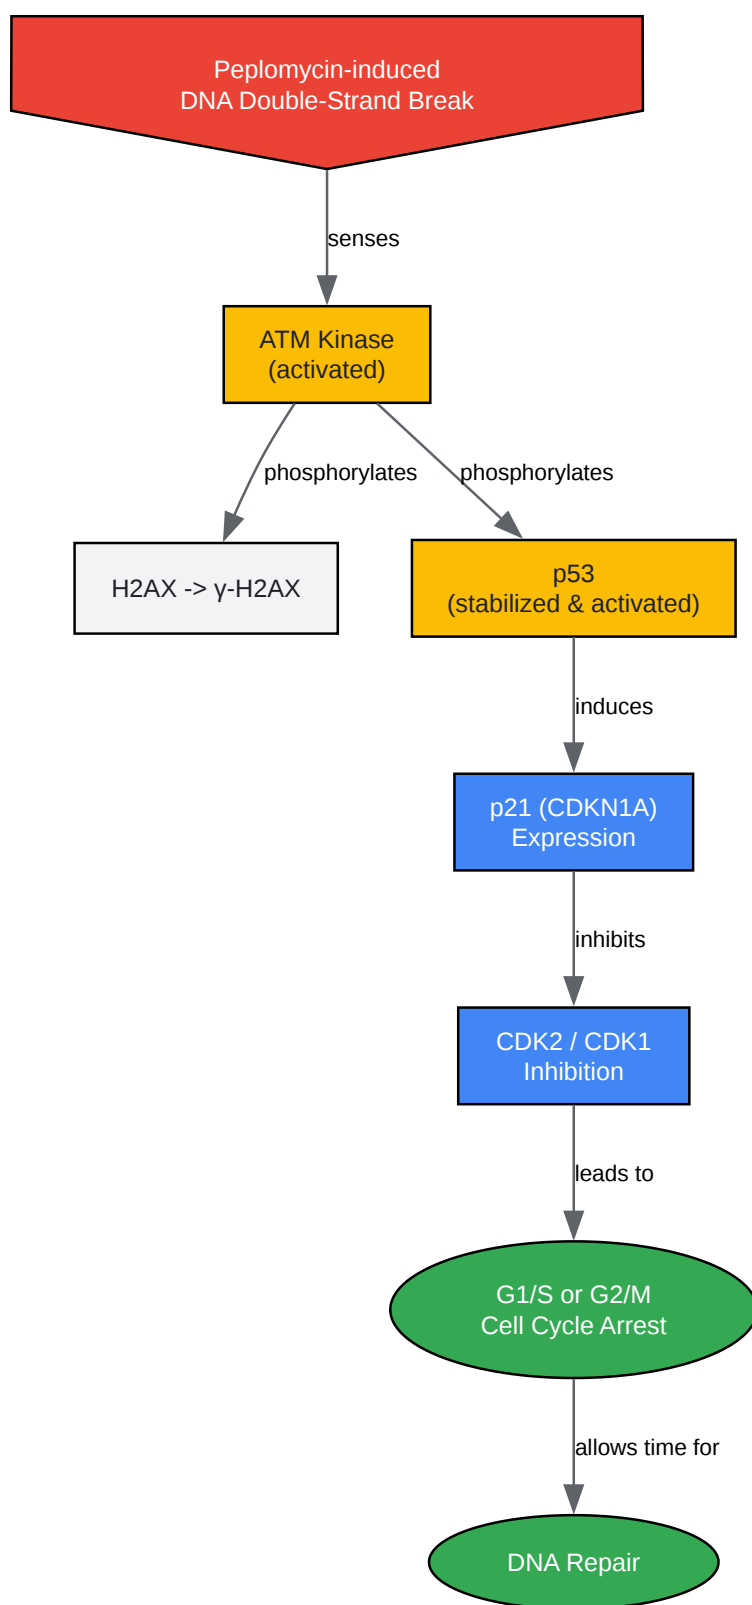 Peplomycin-induced
DNA Double-Strand Break
senses
ATM Kinase
(activated)
phosphorylates
phosphorylates
H2AX -> γ-H2AX
p53
(stabilized & activated)
induces
p21 (CDKN1A)
Expression
inhibits
CDK2 / CDK1
Inhibition
leads to
G1/S or G2/M
Cell Cycle Arrest
allows time for
DNA Repair